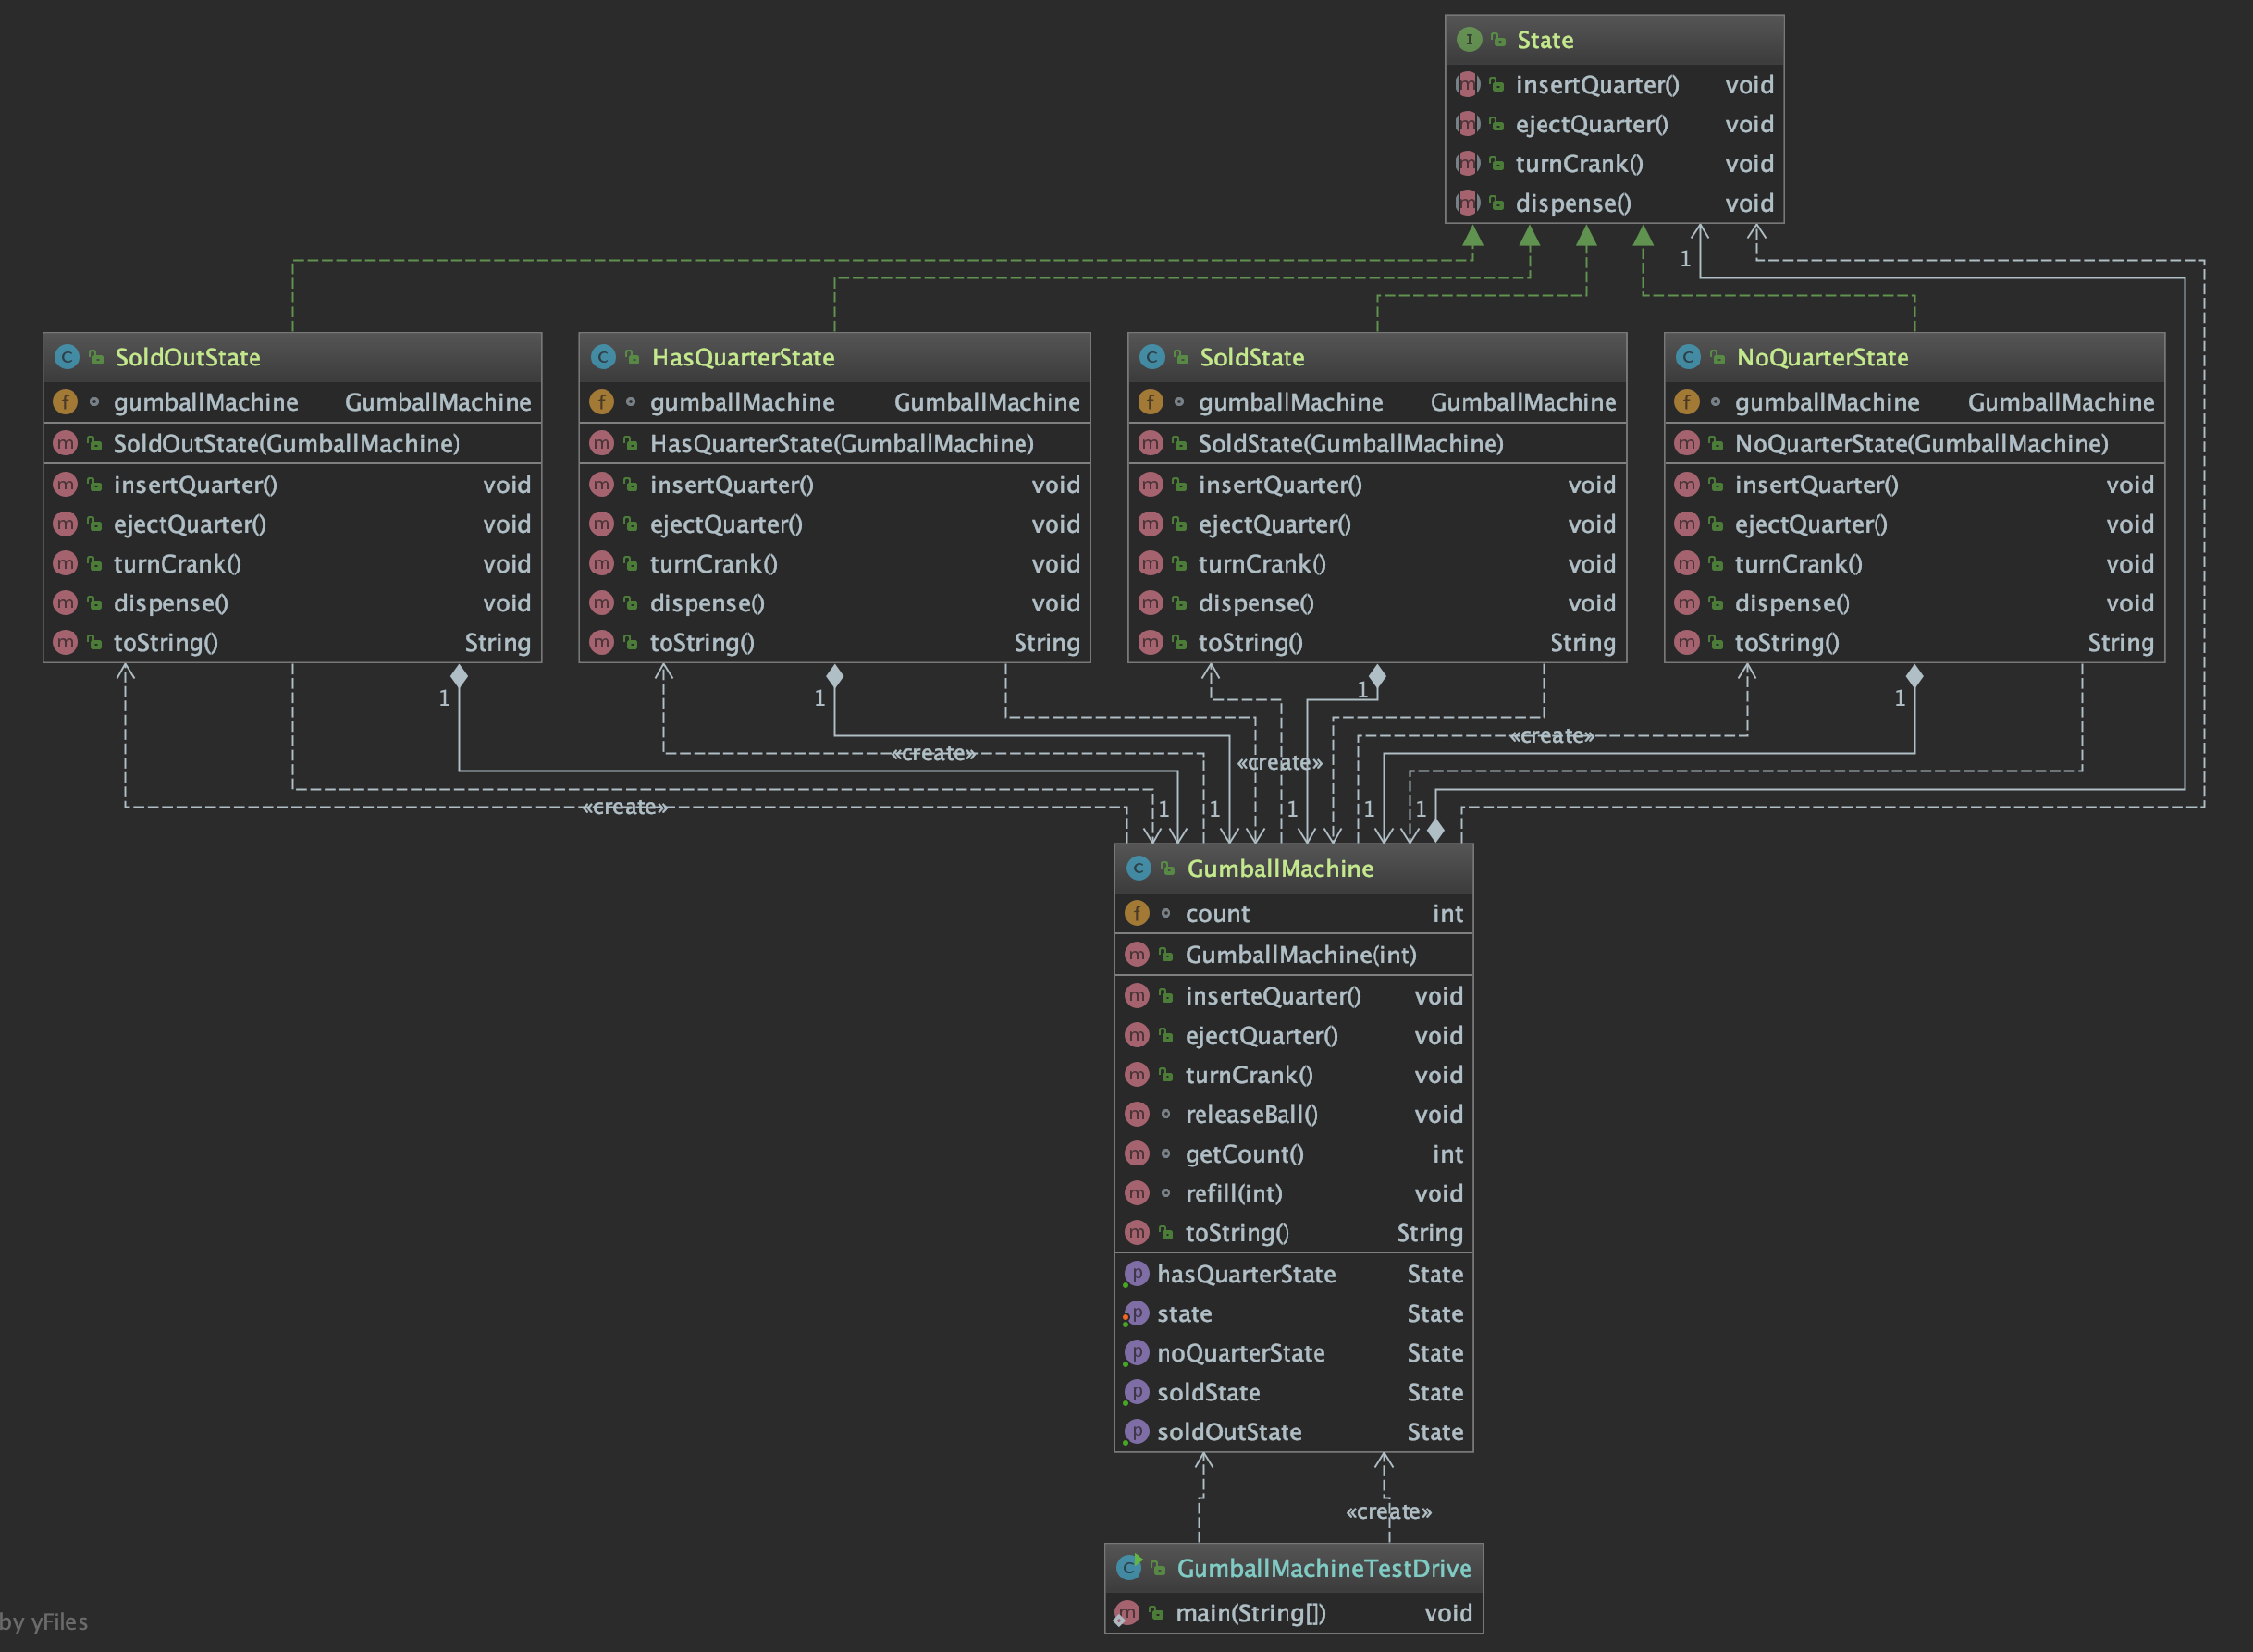 State
insertQuarter() void
ejectQuarter() void
turnCrank() void
dispense() void
1
SoldOutState
gumballMachine GumballMachine
SoldOutState(GumballMachine)
insertQuarter() void
ejectQuarter() void
turnCrank() void
dispense() void
toString() String
HasQuarterState
gumballMachine GumballMachine
HasQuarterState(GumballMachine)
insertQuarter() void
ejectQuarter() void
turnCrank() void
dispense() void
toString() String
SoldState
gumballMachine GumballMachine
SoldState(GumballMachine)
insertQuarter() void
ejectQuarter() void
turnCrank() void
dispense() void
toString() String
NoQuarterState
gumballMachine GumballMachine
NoQuarterState(GumballMachine)
insertQuarter() void
ejectQuarter() void
turnCrank() void
dispense() void
toString() String
1 1 1 1
«create»
«create»
«create»
«create»
1 1 1 1 1
GumballMachine
count int
GumballMachine(int)
inserteQuarter() void
ejectQuarter() void
turnCrank() void
releaseBall() void
getCount() int
refill(int) void
toString() String
hasQuarterState State
state State
noQuarterState State
soldState State
soldOutState State
«create»
GumballMachineTestDrive
main(String[]) void
by yFiles